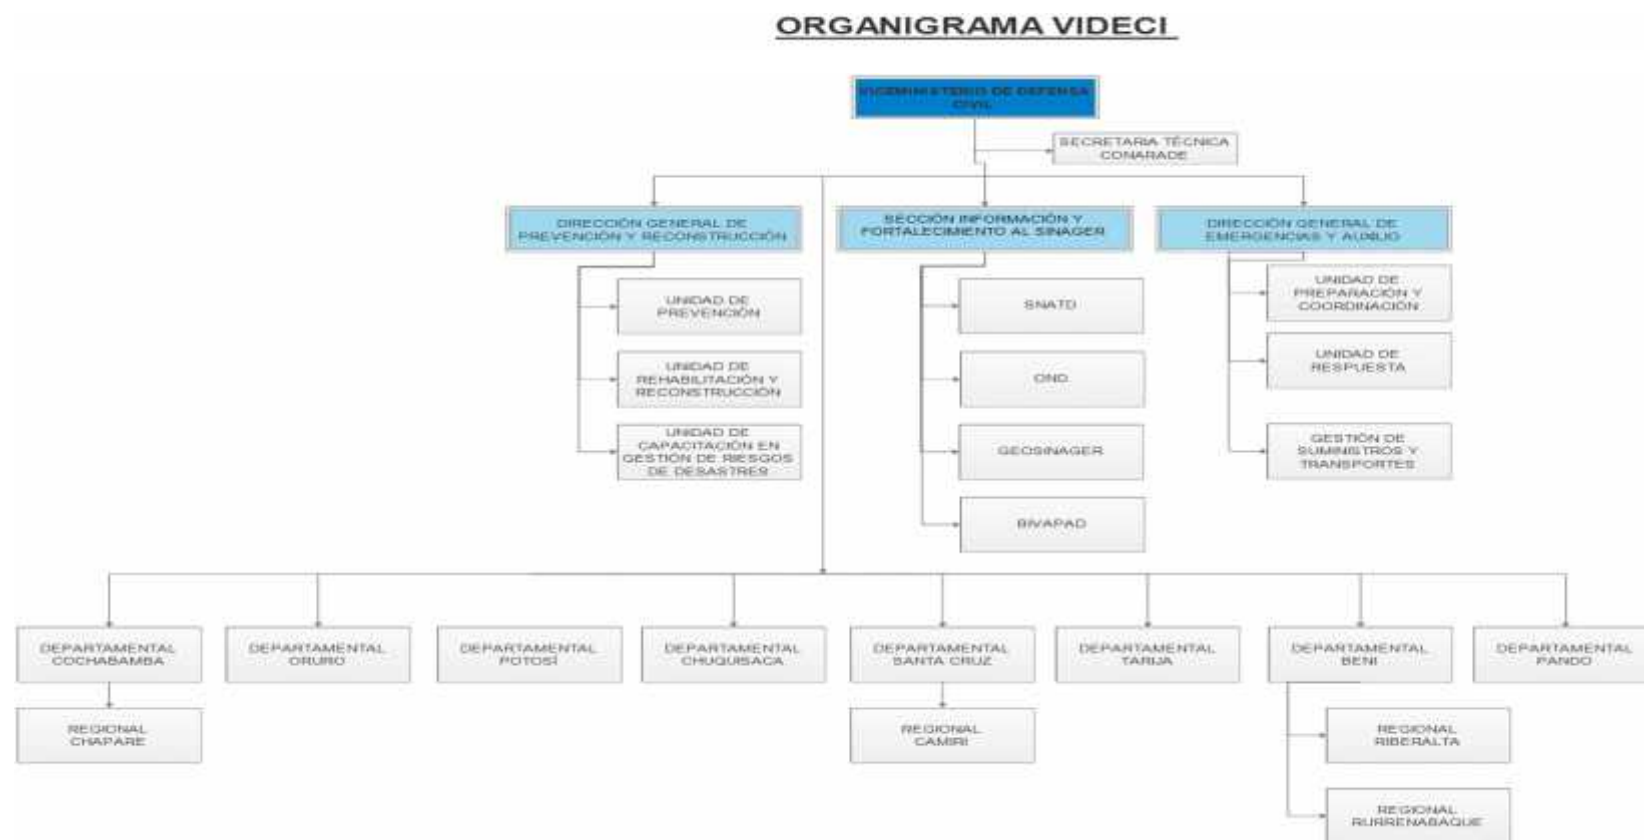 ORGANIGRAMA VIDECI
VICEMINISTERIO DE DEFENSA
CIVIL
SECRETARIA TÉCNICA
CONARADE
DIRECCIÓN GENERAL DE
PREVENCIÓN Y RECONSTRUCCIÓN
SECCIÓN INFORMACIÓN Y
FORTALECIMIENTO AL SINAGER
DIRECCIÓN GENERAL DE
EMERGENCIAS Y AUXILIO
UNIDAD DE
PREVENCIÓN
UNIDAD DE
REHABILITACIÓN Y
RECONSTRUCCIÓN
UNIDAD DE
CAPACITACIÓN EN
GESTIÓN DE RIESGOS
DE DESASTRES
SNATD
OND
GEOSINAGER
BIVAPAD
UNIDAD DE
PREPARACIÓN Y
COORDINACIÓN
UNIDAD DE
RESPUESTA
GESTIÓN DE
SUMINISTROS Y
TRANSPORTES
DEPARTAMENTAL
COCHABAMBA
DEPARTAMENTAL
ORURO
DEPARTAMENTAL
POTOSÍ
DEPARTAMENTAL
CHUQUISACA
DEPARTAMENTAL
SANTA CRUZ
DEPARTAMENTAL
TARIJA
DEPARTAMENTAL
BENI
DEPARTAMENTAL
PANDO
REGIONAL
CHAPARE
REGIONAL
CAMIRI
REGIONAL
RIBERALTA
REGIONAL
RURRENABAQUE